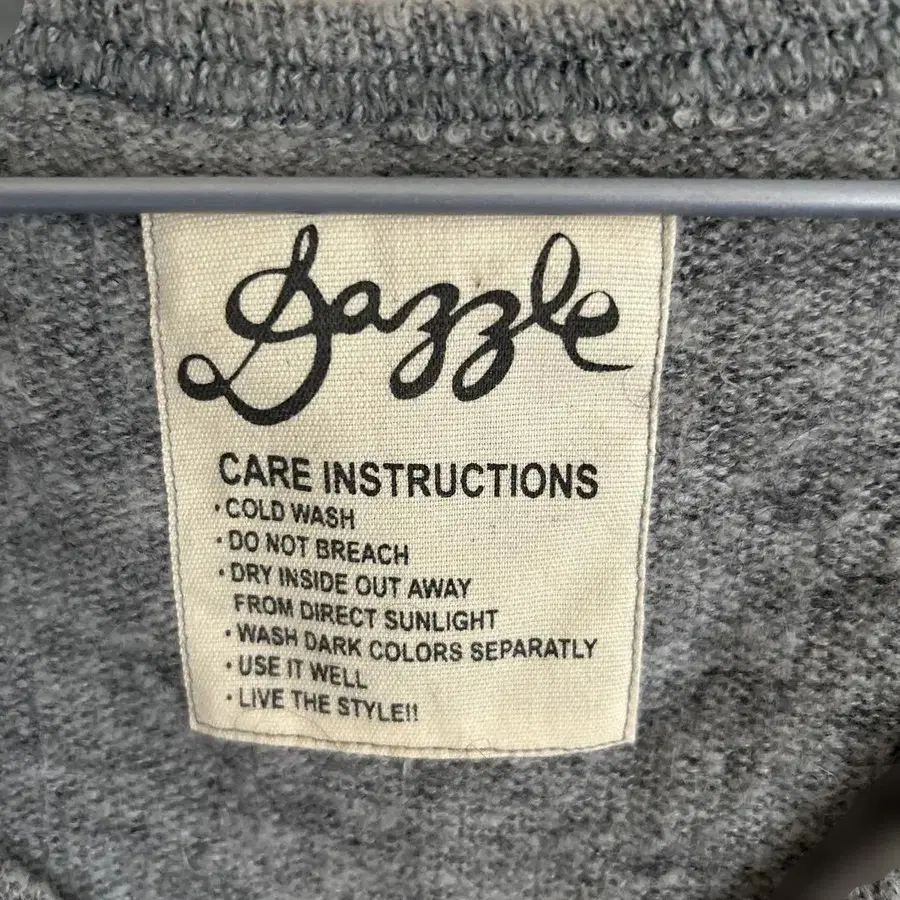 Dazzle
CARE INSTRUCTIONS
• COLD WASH
• DO NOT BREACH
• DRY INSIDE OUT AWAY
FROM DIRECT SUNLIGHT
• WASH DARK COLORS SEPARATLY
• USE IT WELL
• LIVE THE STYLE!!